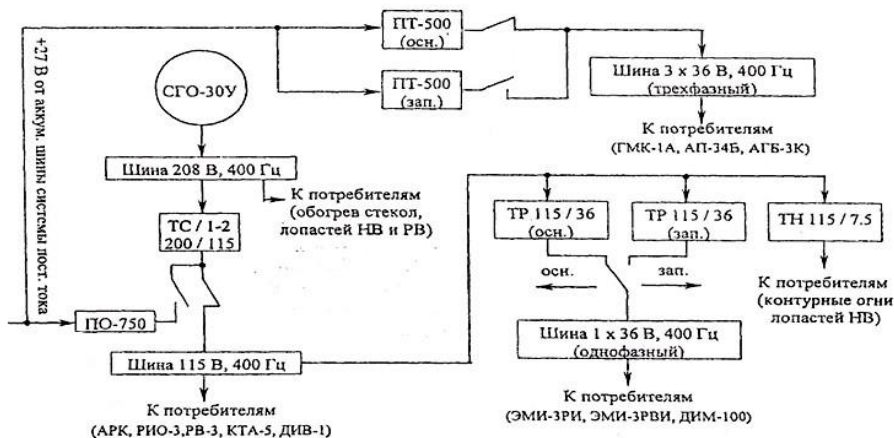 +27 В от аккум. шины системы пост. тока
ПТ-500
(осн.)
ПТ-500
(зап.)
Шина 3 х 36 В, 400 Гц
(трехфазный)
К потребителям
(ГМК-1А, АП-34Б, АГБ-3К)
СГО-30У
Шина 208 В, 400 Гц
К потребителям
(обогрев стекол,
лопастей НВ и РВ)
ТС / 1-2
200 / 115
ПО-750
Шина 115 В, 400 Гц
К потребителям
(АРК, РИО-3,РВ-3, КТА-5, ДИВ-1)
ТР 115 / 36
(осн.)
ТР 115 / 36
(зап.)
ТН 115 / 7.5
осн.
зап.
К потребителям
(контурные огни
лопастей НВ)
Шина 1 х 36 В, 400 Гц
(однофазный)
К потребителям
(ЭМИ-3РИ, ЭМИ-3РВИ, ДИМ-100)